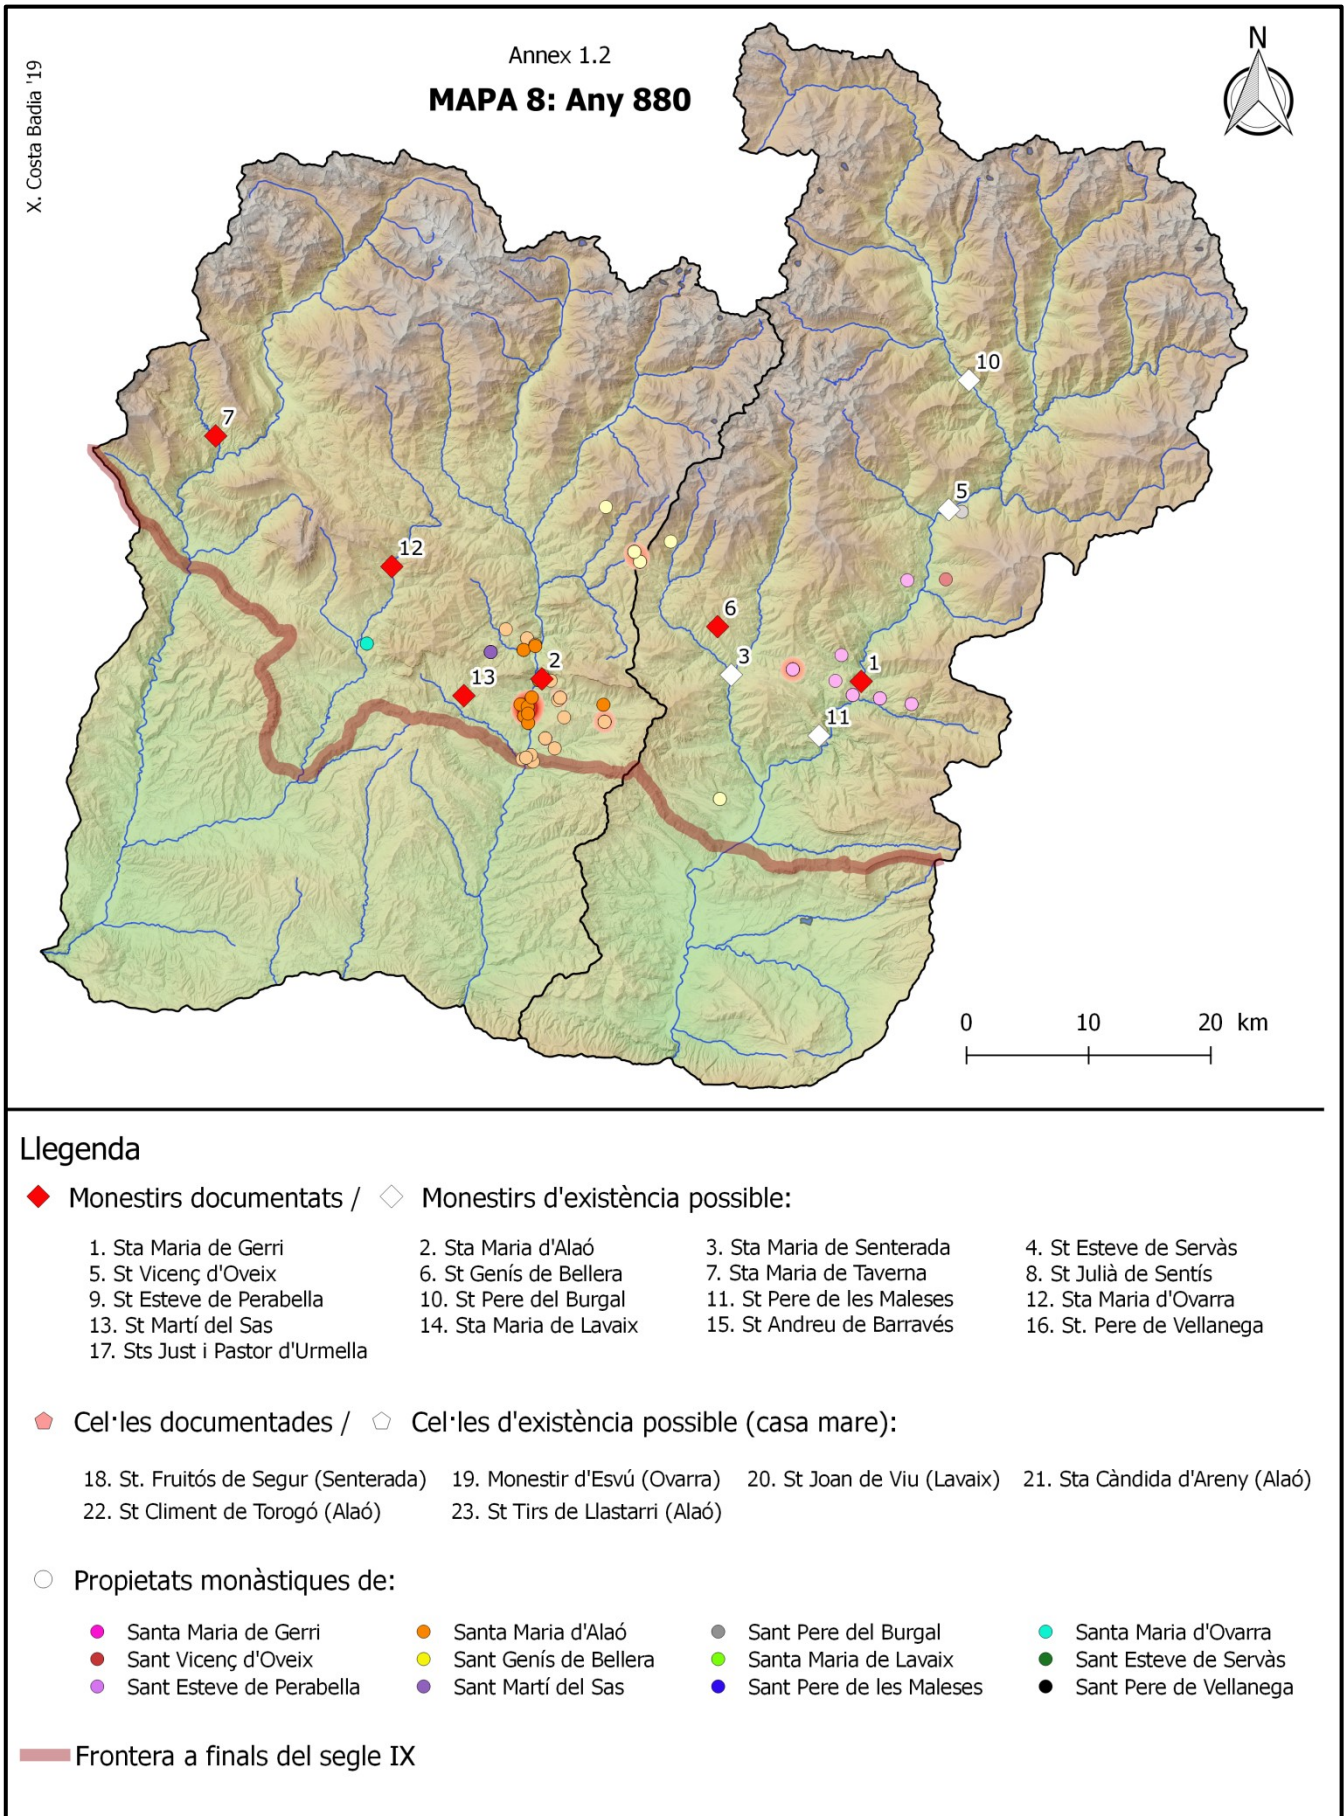 X. Costa Badia '19
Annex 1.2
MAPA 8: Any 880
N
10
7
5
12
6
3
2
1
13
11
0 10 20 km
Llegenda
Monestirs documentats / Monestirs d'existència possible:
1. Sta Maria de Gerri 2. Sta Maria d'Alaó 3. Sta Maria de Senterada 4. St Esteve de Servàs
5. St Vicenç d'Oveix 6. St Genís de Bellera 7. Sta Maria de Taverna 8. St Julià de Sentís
9. St Esteve de Perabella 10. St Pere del Burgal 11. St Pere de les Maleses 12. Sta Maria d'Ovarra
13. St Martí del Sas 14. Sta Maria de Lavaix 15. St Andreu de Barravés 16. St. Pere de Vellanega
17. Sts Just i Pastor d'Urmella
Cel·les documentades / Cel·les d'existència possible (casa mare):
18. St. Fruitós de Segur (Senterada) 19. Monestir d'Esvú (Ovarra) 20. St Joan de Viu (Lavaix) 21. Sta Càndida d'Areny (Alaó)
22. St Climent de Torogó (Alaó) 23. St Tirs de Llastarri (Alaó)
Propietats monàstiques de:
Santa Maria de Gerri Santa Maria d'Alaó Sant Pere del Burgal Santa Maria d'Ovarra
Sant Vicenç d'Oveix Sant Genís de Bellera Santa Maria de Lavaix Sant Esteve de Servàs
Sant Esteve de Perabella Sant Martí del Sas Sant Pere de les Maleses Sant Pere de Vellanega
Frontera a finals del segle IX